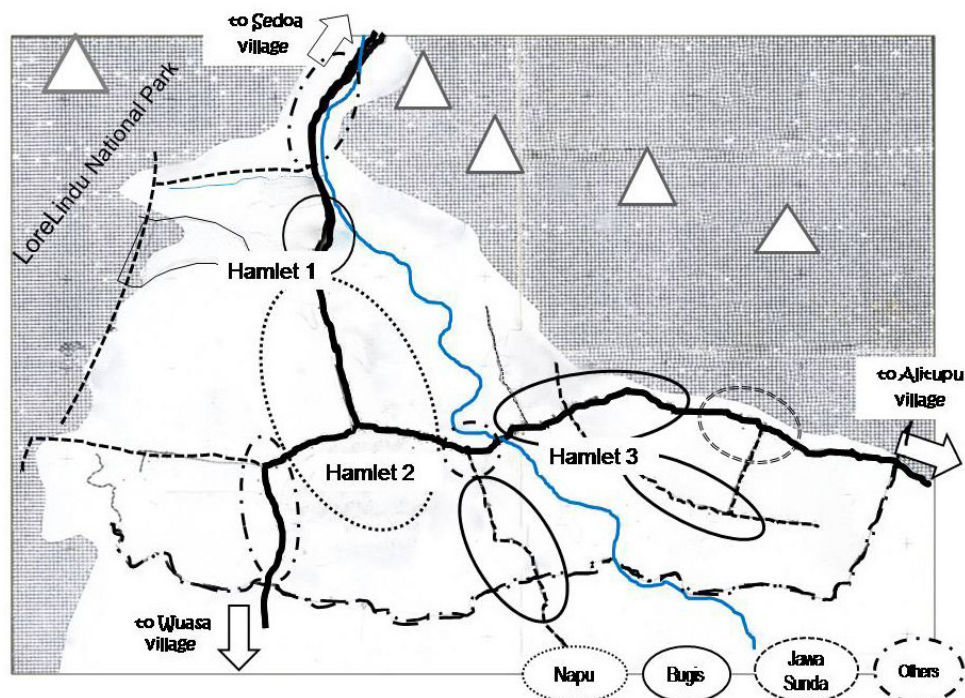 to Sedoa
village
LoreLindu National Park
Hamlet 1
to Alitupu
village
Hamlet 2
Hamlet 3
to Wuasa
village
Napu
Bugis
Jawa
Sunda
Others